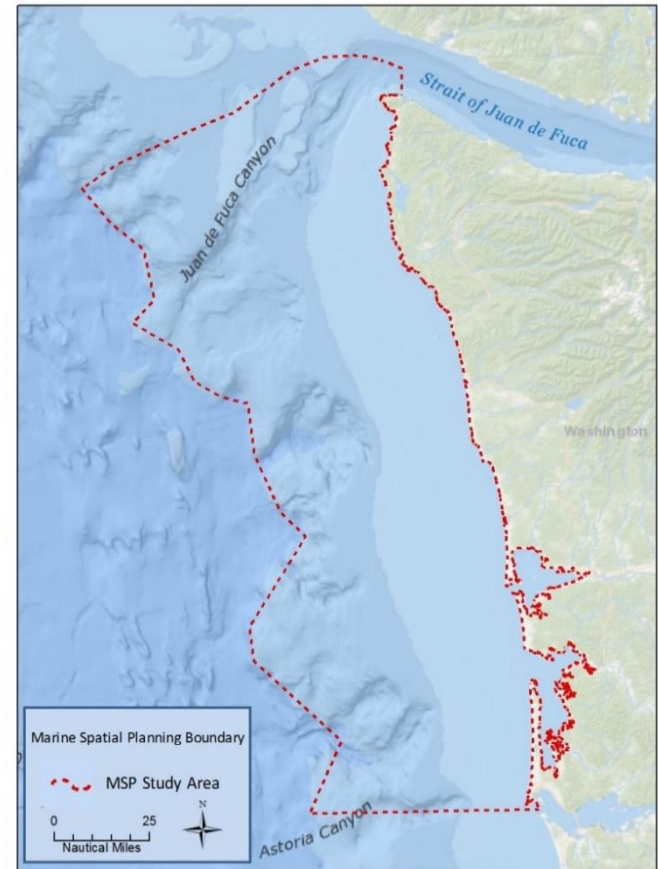 Strait of Juan de Fuca
Juan de Fuca Canyon
Washington
Marine Spatial Planning Boundary
MSP Study Area
N
0 25
Nautical Miles
Astoria Canyon